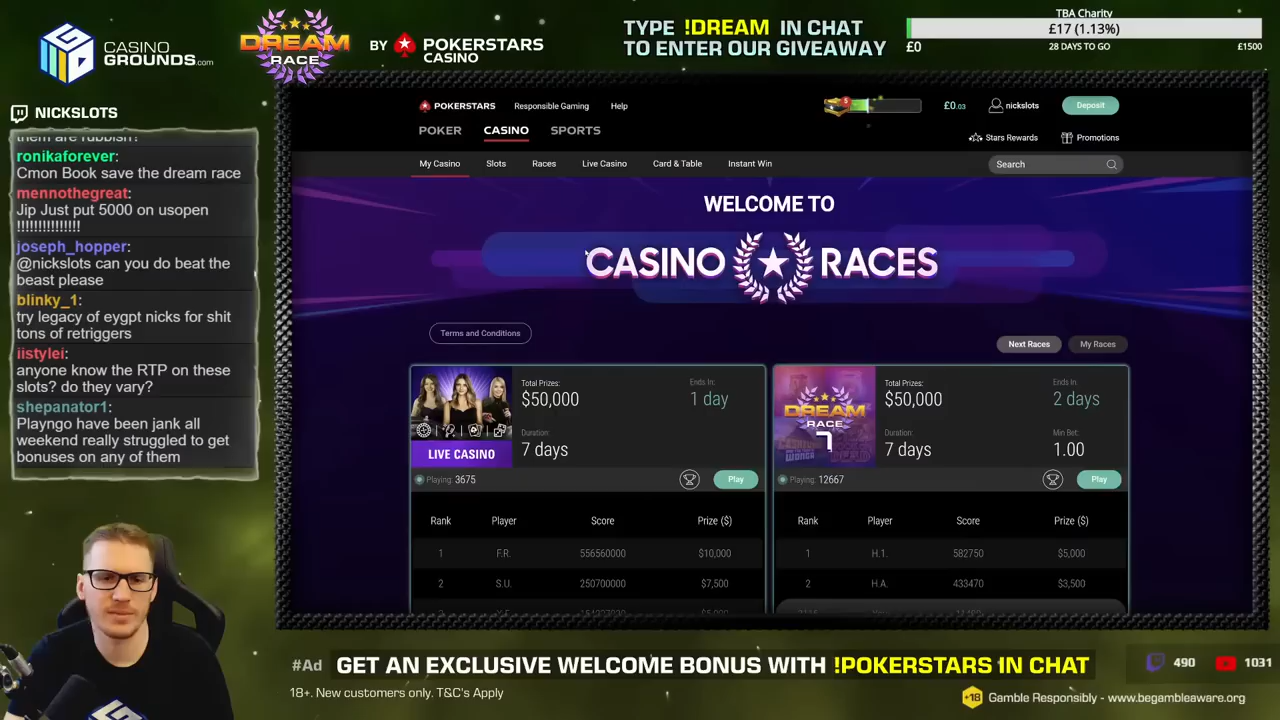 CASINO
GROUNDS.com
DREAM
RACE
BY POKERSTARS
CASINO
TYPE !DREAM IN CHAT
TO ENTER OUR GIVEAWAY
TBA Charity
£17 (1.13%)
£0 28 DAYS TO GO £1500
NICKSLOTS
them are rubbish?
ronikaforever:
Cmon Book save the dream race
mennothegreat:
Jip Just put 5000 on usopen
!!!!!!!!!!!!!!!
joseph_hopper:
@nickslots can you do beat the
beast please
blinky_1:
try legacy of eygpt nicks for shit
tons of retriggers
iistylei:
anyone know the RTP on these
slots? do they vary?
shepanator1:
Playngo have been jank all
weekend really struggled to get
bonuses on any of them
POKERSTARS Responsible Gaming Help 5 £0.03 nickslots Deposit
POKER CASINO SPORTS Stars Rewards Promotions
My Casino Slots Races Live Casino Card & Table Instant Win Search
WELCOME TO
CASINO RACES
Terms and Conditions
Next Races My Races
LIVE CASINO
Total Prizes: Ends In:
$50,000 1 day
Duration:
7 days
Playing: 3675 Play
Rank Player Score Prize ($)
1 F.R. 556560000 $10,000
2 S.U. 250700000 $7,500
DREAM
RACE
7
Total Prizes: Ends In:
$50,000 2 days
Duration: Min Bet:
7 days 1.00
Playing: 12667 Play
Rank Player Score Prize ($)
1 H.1. 582750 $5,000
2 H.A. 433470 $3,500
#Ad GET AN EXCLUSIVE WELCOME BONUS WITH !POKERSTARS IN CHAT
18+. New customers only. T&C's Apply
490 1031
+18 Gamble Responsibly - www.begambleaware.org